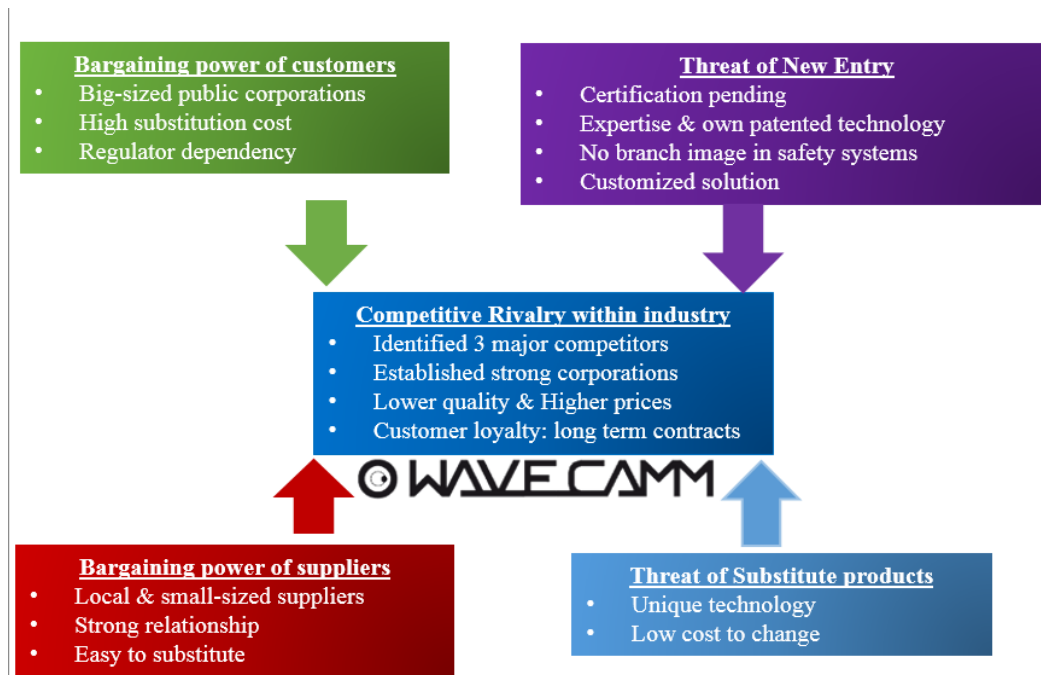 Bargaining power of customers
• Big-sized public corporations
• High substitution cost
• Regulator dependency
Threat of New Entry
• Certification pending
• Expertise & own patented technology
• No branch image in safety systems
• Customized solution
Competitive Rivalry within industry
• Identified 3 major competitors
• Established strong corporations
• Lower quality & Higher prices
• Customer loyalty: long term contracts
WAVECAMM
Bargaining power of suppliers
• Local & small-sized suppliers
• Strong relationship
• Easy to substitute
Threat of Substitute products
• Unique technology
• Low cost to change